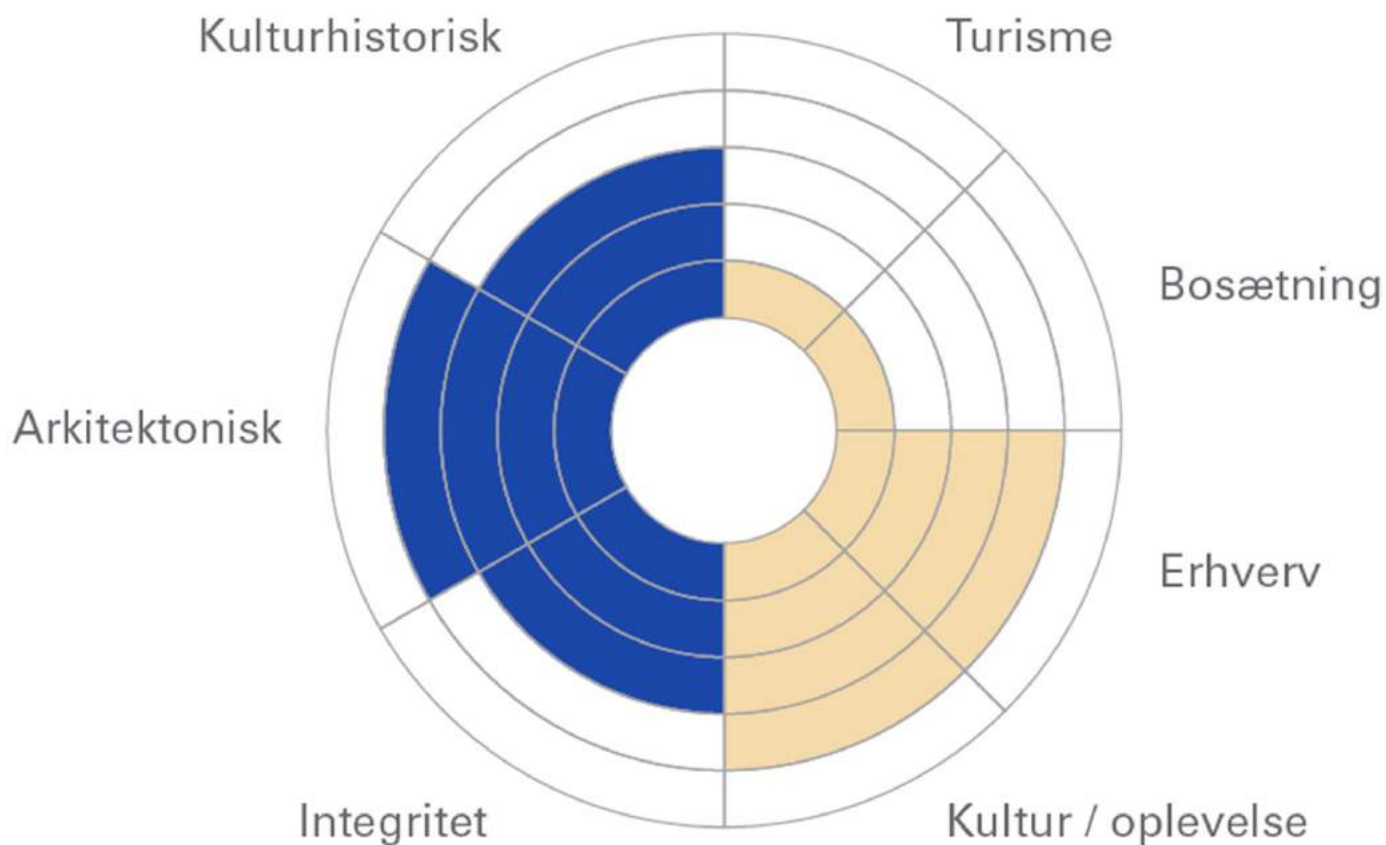 Kulturhistorisk
Turisme
Bosætning
Arkitektonisk
Erhverv
Integritet
Kultur / oplevelse